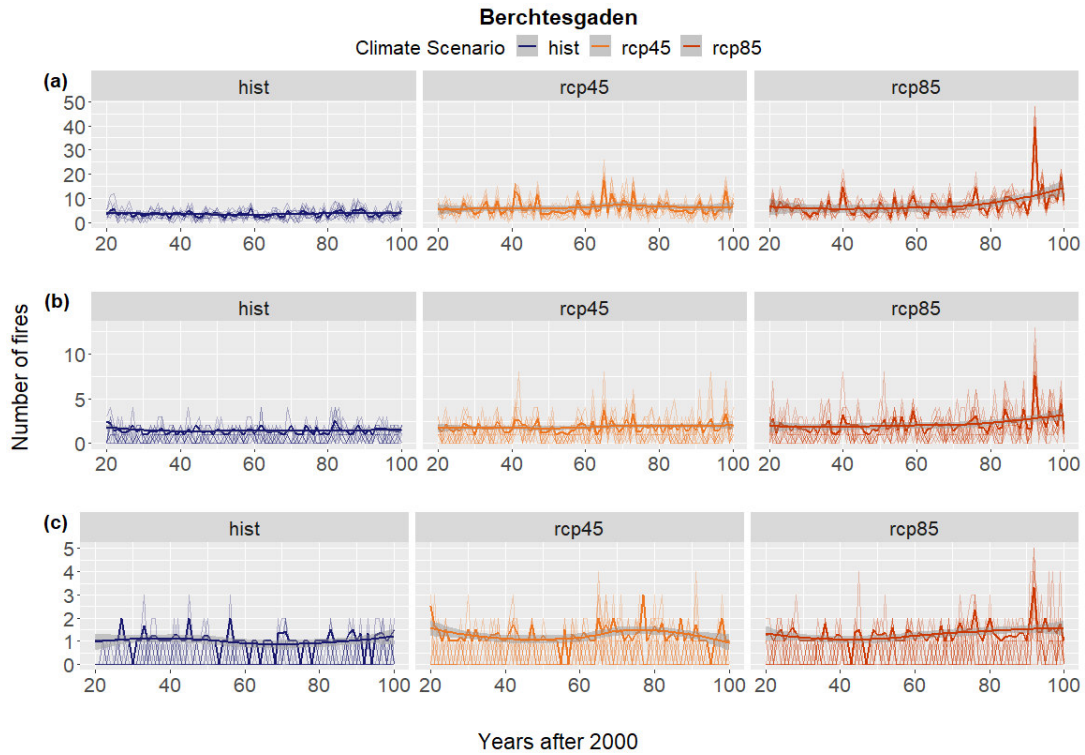 Berchtesgaden
Climate Scenario hist rcp45 rcp85
(a)
hist rcp45 rcp85
50
40
30
20
10
0
20 40 60 80 100 20 40 60 80 100 20 40 60 80 100
(b)
hist rcp45 rcp85
Number of fires
10
5
0
20 40 60 80 100 20 40 60 80 100 20 40 60 80 100
(c)
hist rcp45 rcp85
5
4
3
2
1
0
20 40 60 80 100 20 40 60 80 100 20 40 60 80 100
Years after 2000